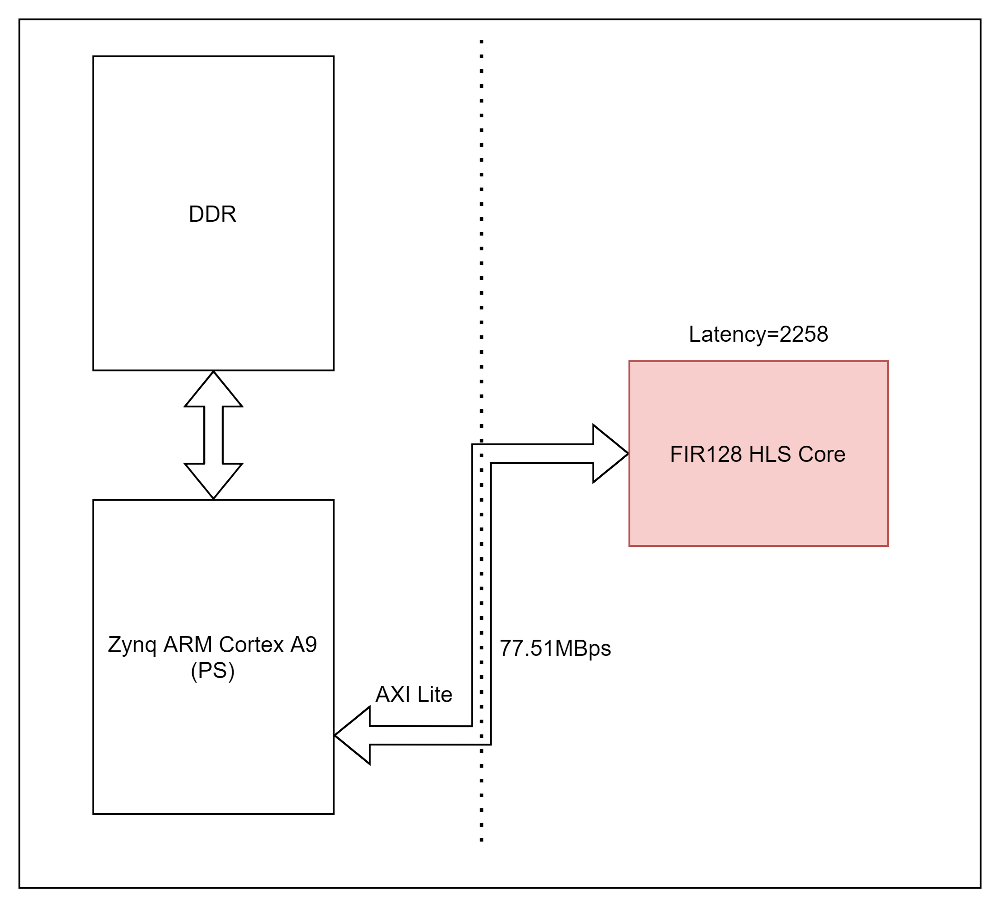 DDR
Latency=2258
FIR128 HLS Core
Zynq ARM Cortex A9
(PS)
77.51MBps
AXI Lite